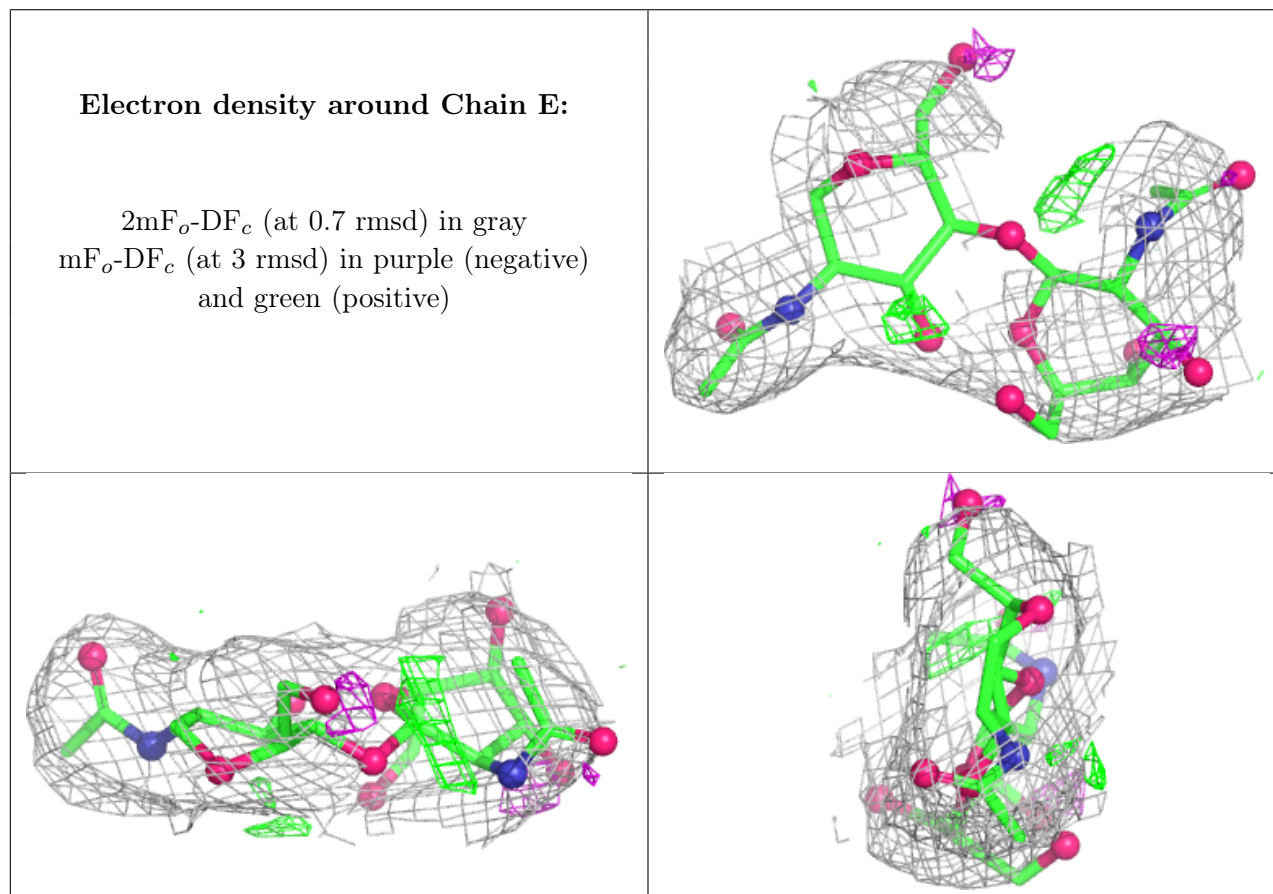 Electron density around Chain E:
2mFo-DFc (at 0.7 rmsd) in gray
mFo-DFc (at 3 rmsd) in purple (negative)
and green (positive)